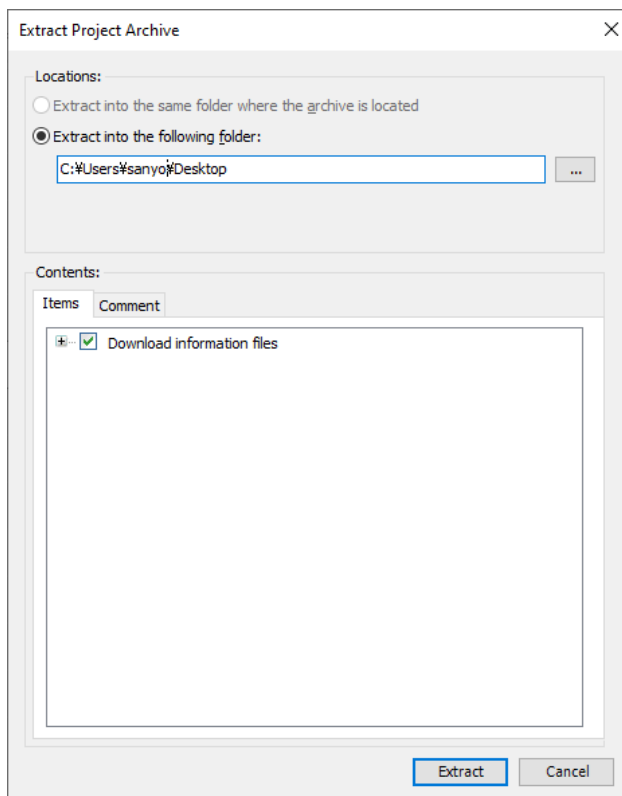 Extract Project Archive
Locations:
Extract into the same folder where the archive is located
Extract into the following folder:
C:¥Users¥sanyo¥Desktop
...
Contents:
Items Comment
Download information files
Extract Cancel